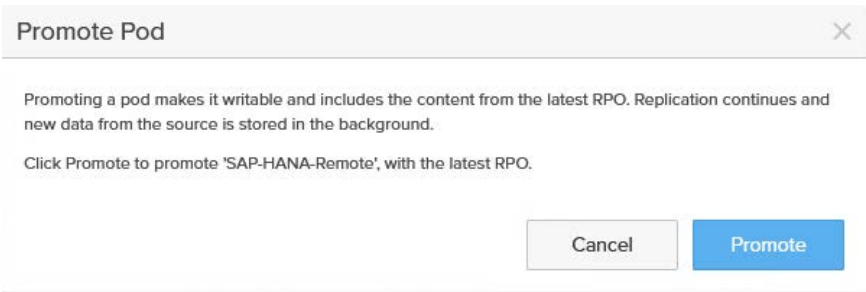 Promote Pod
Promoting a pod makes it writable and includes the content from the latest RPO. Replication continues and
new data from the source is stored in the background.
Click Promote to promote 'SAP-HANA-Remote', with the latest RPO.
Cancel Promote